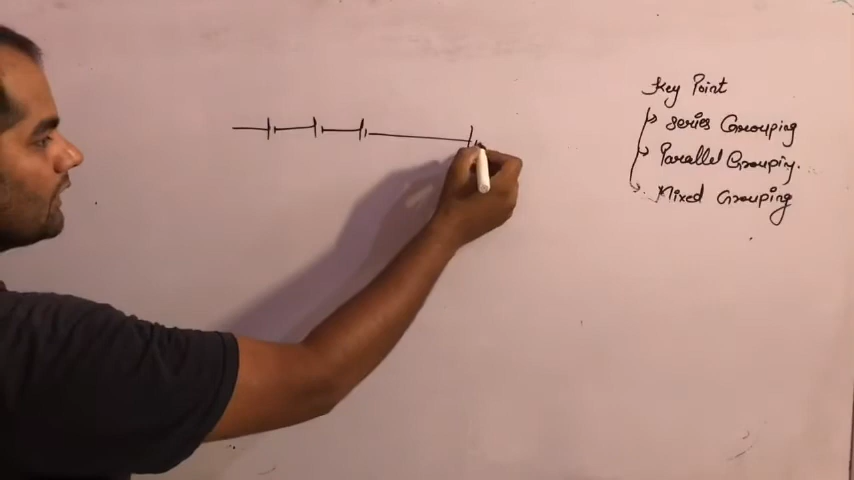 Key Point
Series Grouping
Parallel Grouping.
Mixed Grouping